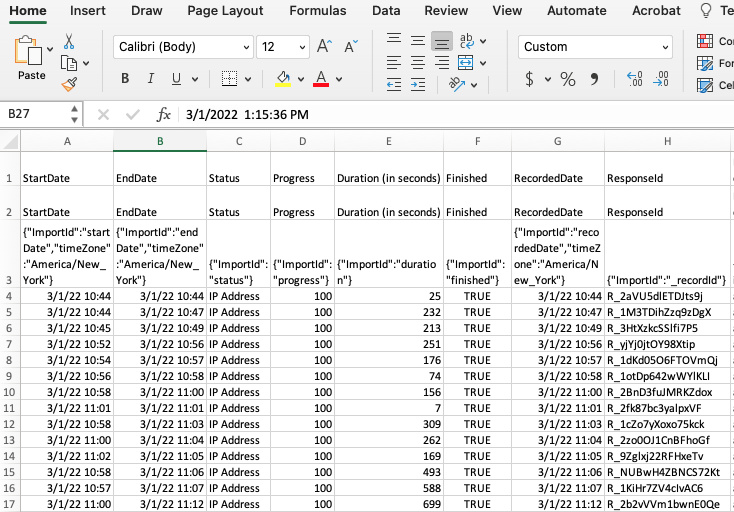 Home Insert Draw Page Layout Formulas Data Review View Automate Acrobat Te
Paste Calibri (Body) 12 A A ab Custom Co
B I U A $ % 9 .00 Fo
Cel
B27 fx 3/1/2022 1:15:36 PM
A B C D E F G H
1 StartDate EndDate Status Progress Duration (in seconds) Finished RecordedDate ResponseId
2 StartDate EndDate Status Progress Duration (in seconds) Finished RecordedDate ResponseId
{"ImportId":"start {"ImportId":"end {"ImportId":"reco
Date","timeZone" Date","timeZone" rdedDate","timeZ
:"America/New_ :"America/New_ {"ImportId": {"ImportId": {"ImportId":"duratio {"ImportId": one":"America/N
3 York"} York"} "status"} "progress"} n"} "finished"} ew_York"} {"ImportId":"_recordId"}
4 3/1/22 10:44 3/1/22 10:44 IP Address 100 25 TRUE 3/1/22 10:44 R_2aVU5dlETDJts9j
5 3/1/22 10:44 3/1/22 10:47 IP Address 100 232 TRUE 3/1/22 10:47 R_1M3TDihZzq9zDgX
6 3/1/22 10:45 3/1/22 10:49 IP Address 100 213 TRUE 3/1/22 10:49 R_3HtXzkcSSlfi7P5
7 3/1/22 10:52 3/1/22 10:56 IP Address 100 251 TRUE 3/1/22 10:56 R_yjYj0jtOY98Xtip
8 3/1/22 10:54 3/1/22 10:57 IP Address 100 176 TRUE 3/1/22 10:57 R_1dKd05O6FTOVmQj
9 3/1/22 10:56 3/1/22 10:58 IP Address 100 74 TRUE 3/1/22 10:58 R_1otDp642wWYlKLI
10 3/1/22 10:58 3/1/22 11:00 IP Address 100 156 TRUE 3/1/22 11:00 R_2BnD3fuJMRKZdox
11 3/1/22 11:01 3/1/22 11:01 IP Address 100 7 TRUE 3/1/22 11:01 R_2fk87bc3yalpxVF
12 3/1/22 10:58 3/1/22 11:03 IP Address 100 309 TRUE 3/1/22 11:03 R_1cZo7yXoxo75kck
13 3/1/22 11:00 3/1/22 11:04 IP Address 100 262 TRUE 3/1/22 11:04 R_2zo0OJ1CnBFhoGf
14 3/1/22 11:02 3/1/22 11:05 IP Address 100 169 TRUE 3/1/22 11:05 R_9Zglxj22RFHxeTv
15 3/1/22 10:58 3/1/22 11:06 IP Address 100 493 TRUE 3/1/22 11:06 R_NUBwH4ZBNCS72Kt
16 3/1/22 10:57 3/1/22 11:07 IP Address 100 588 TRUE 3/1/22 11:07 R_1KiHr7ZV4clvAC6
17 3/1/22 11:00 3/1/22 11:12 IP Address 100 699 TRUE 3/1/22 11:12 R_2b2vVVm1bwnE0Qe